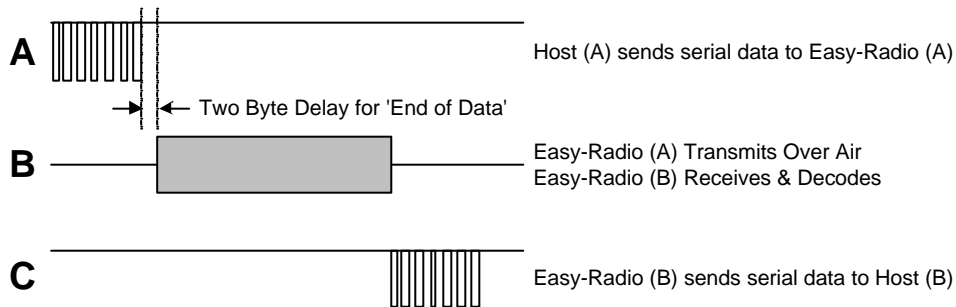 A
Host (A) sends serial data to Easy-Radio (A)
Two Byte Delay for 'End of Data'
B
Easy-Radio (A) Transmits Over Air
Easy-Radio (B) Receives & Decodes
C
Easy-Radio (B) sends serial data to Host (B)